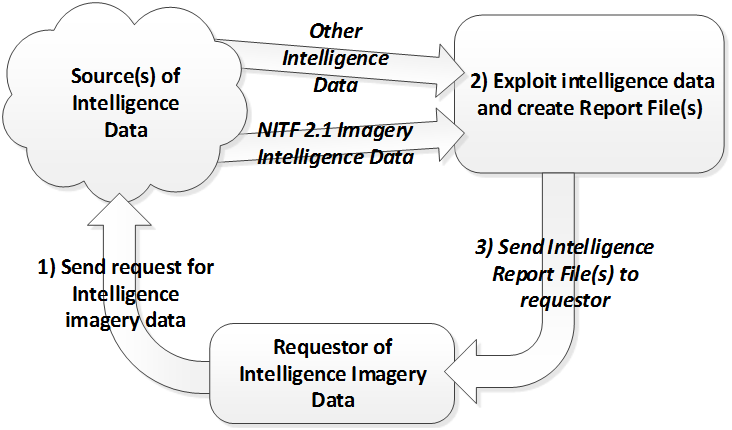 Source(s) of
Intelligence
Data
Other
Intelligence
Data
NITF 2.1 Imagery
Intelligence Data
2) Exploit intelligence data
and create Report File(s)
3) Send Intelligence
Report File(s) to
requestor
1) Send request for
Intelligence
imagery data
Requestor of
Intelligence Imagery
Data